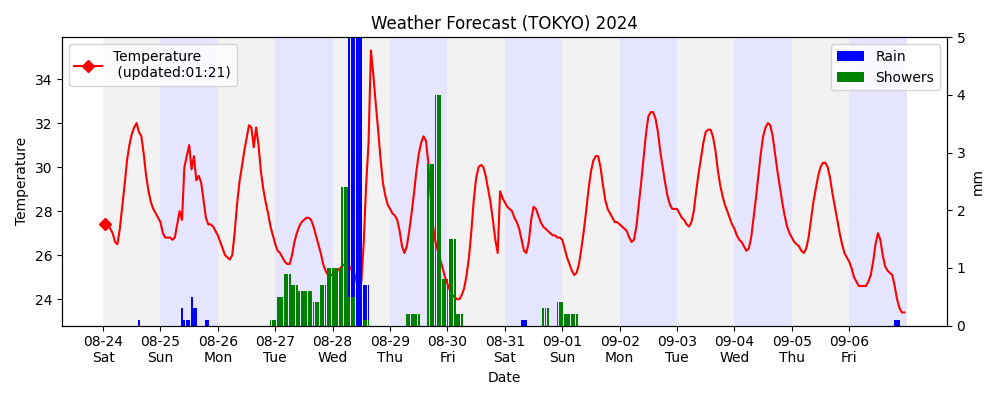 Weather Forecast (TOKYO) 2024
Temperature
(updated:01:21)
Rain
Showers
Temperature
34
32
30
28
26
24
5
4
3
2
1
0
mm
08-24 08-25 08-26 08-27 08-28 08-29 08-30 08-31 09-01 09-02 09-03 09-04 09-05 09-06
Sat Sun Mon Tue Wed Thu Fri Sat Sun Mon Tue Wed Thu Fri
Date